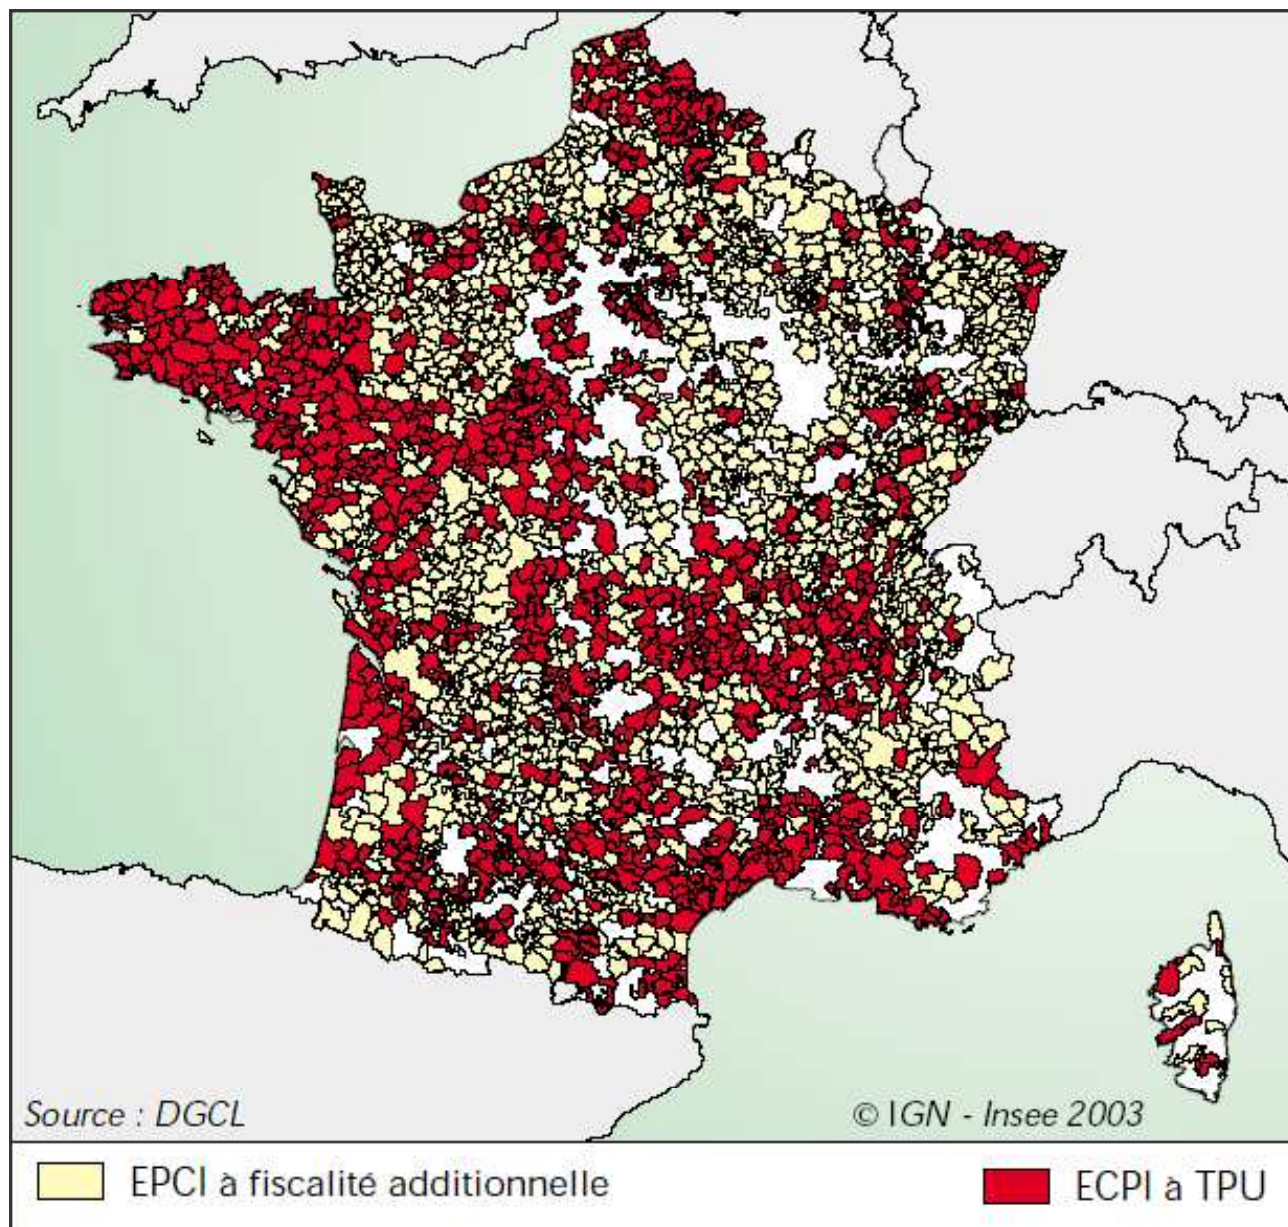 Source : DGCL
© IGN - Insee 2003
EPCI à fiscalité additionnelle
ECPI à TPU